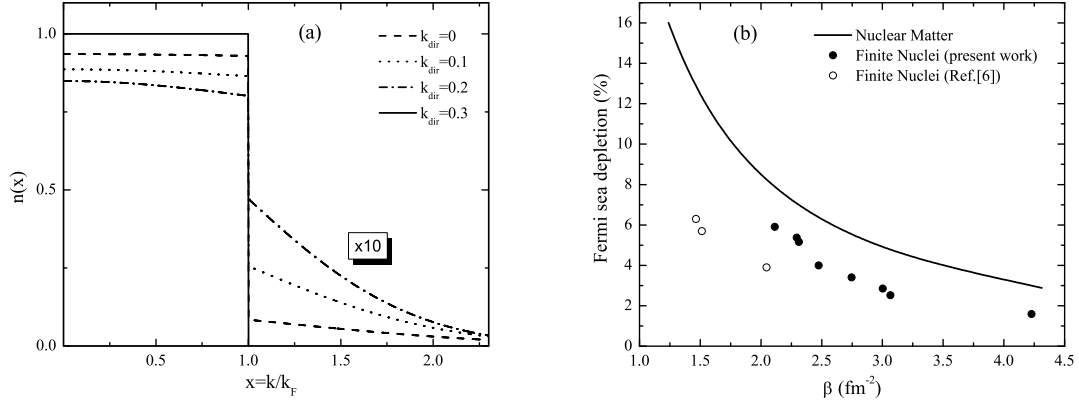 (a)
k_dir=0
k_dir=0.1
k_dir=0.2
k_dir=0.3
1.0
0.5
0.0
n(x)
x10
0.5 1.0 1.5 2.0
x=k/k_F
(b)
Nuclear Matter
Finite Nuclei (present work)
Finite Nuclei (Ref.[6])
16
14
12
10
8
6
4
2
0
Fermi sea depletion (%)
1.0 1.5 2.0 2.5 3.0 3.5 4.0 4.5
β (fm⁻²)